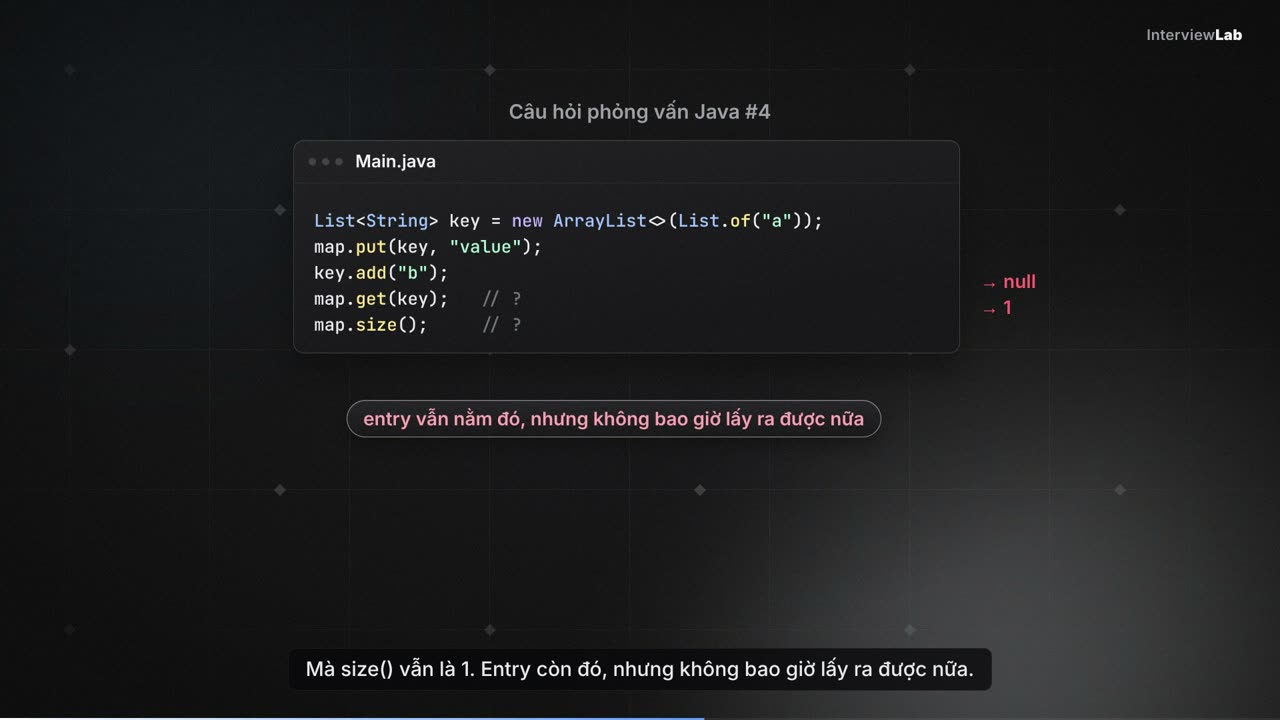 InterviewLab
Câu hỏi phỏng vấn Java #4
Main.java
List<String> key = new ArrayList<>(List.of("a"));
map.put(key, "value");
key.add("b");
map.get(key);   // ?
map.size();     // ?
→ null
→ 1
entry vẫn nằm đó, nhưng không bao giờ lấy ra được nữa
Mà size() vẫn là 1. Entry còn đó, nhưng không bao giờ lấy ra được nữa.